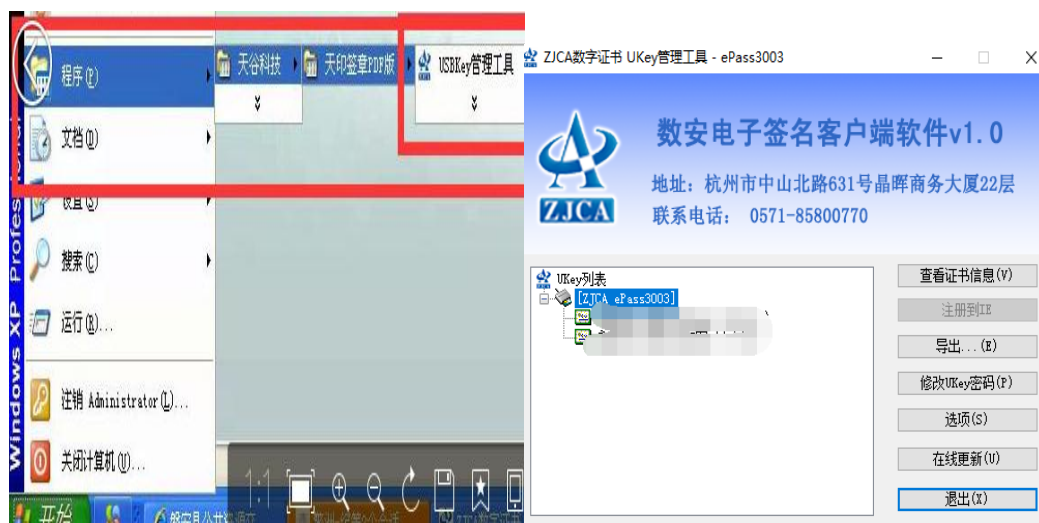 程序(P)
天谷科技
天印签章PDF版
USBKey管理工具
文档(D)
设置(S)
搜索(C)
运行(R)...
注销 Administrator(L)...
关闭计算机(U)...
Windows XP Professional
开始
1:1
ZJCA数字证书 UKey管理工具 - ePass3003
数安电子签名客户端软件v1.0
地址：杭州市中山北路631号晶晖商务大厦22层
联系电话： 0571-85800770
ZJCA
UKey列表
[ZJCA ePass3003]
查看证书信息(V)
注册到IE
导出...(E)
修改UKey密码(P)
选项(S)
在线更新(U)
退出(X)